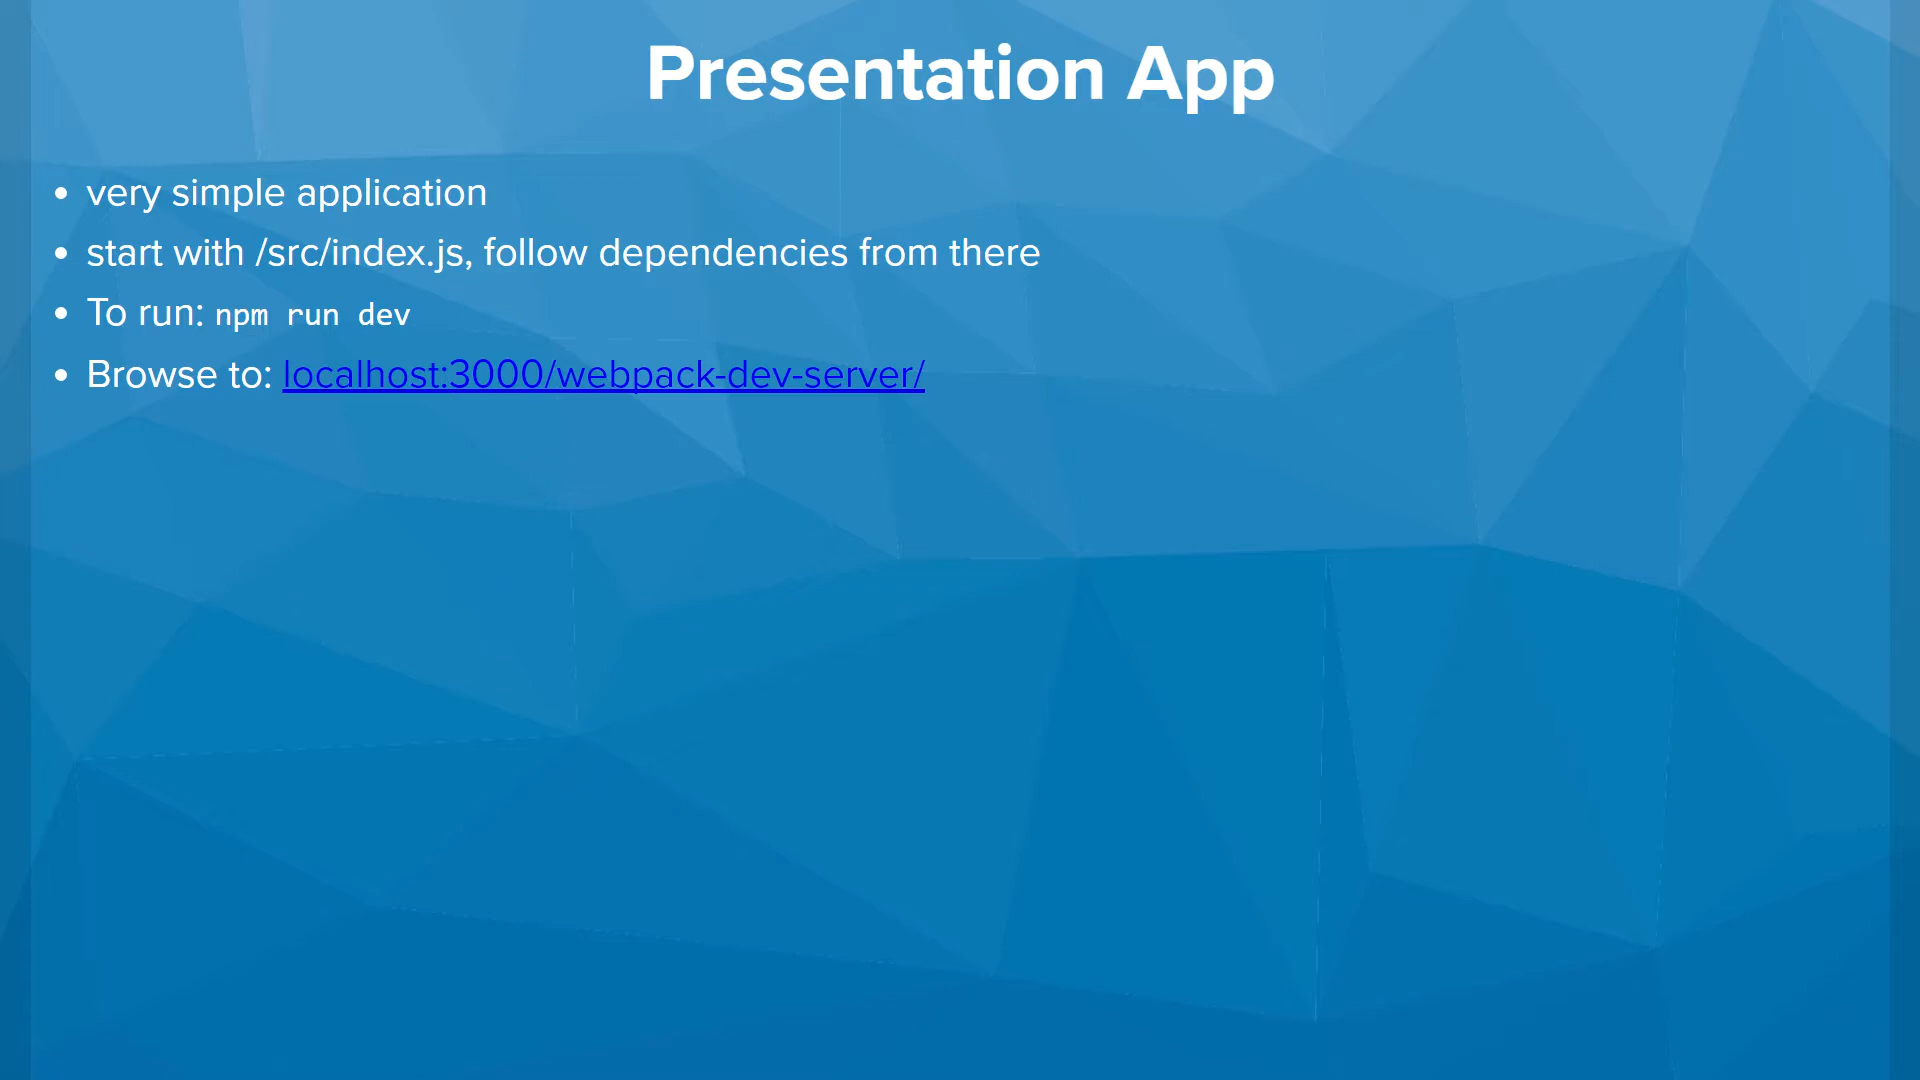 Presentation App
• very simple application
• start with /src/index.js, follow dependencies from there
• To run: npm run dev
• Browse to: localhost:3000/webpack-dev-server/